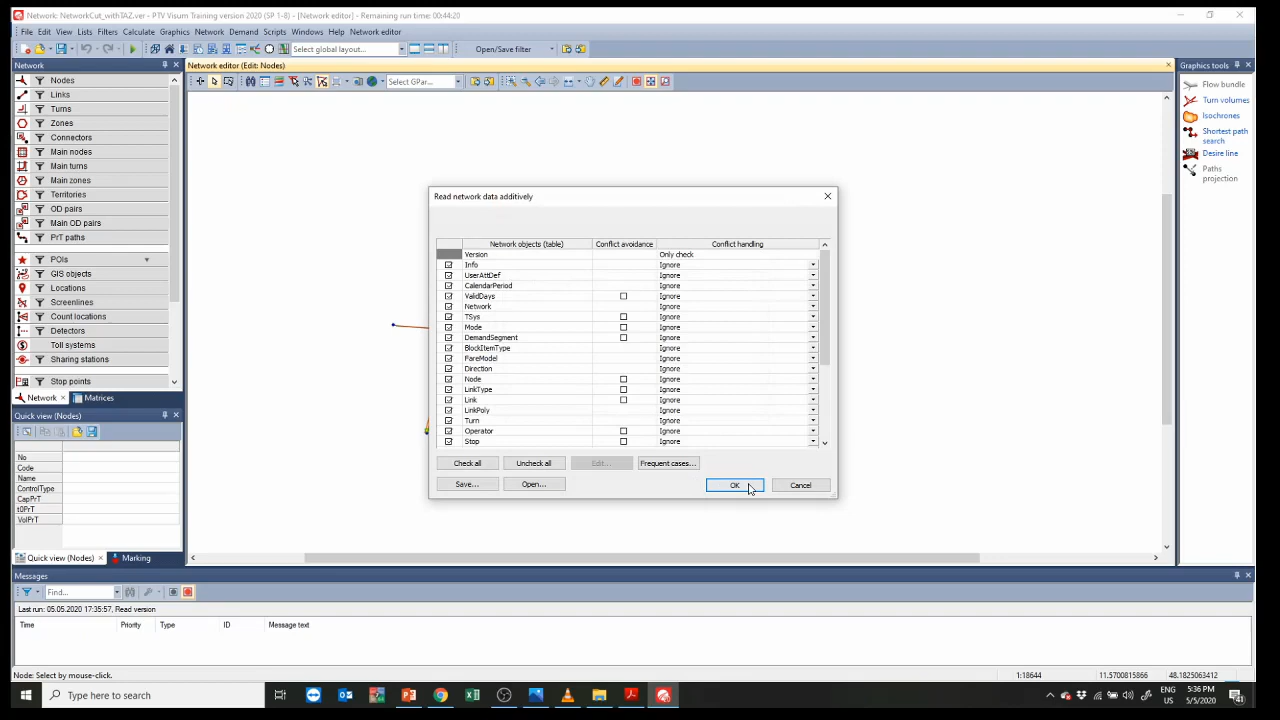 Network: NetworkCut_withTAZ.ver - PTV Visum Training version 2020 (SP 1-8) - [Network editor] - Remaining run time: 00:44:20
File Edit View Lists Filters Calculate Graphics Network Demand Scripts Windows Help Network editor
Select global layout...
Open/Save filter
Network
Network editor (Edit: Nodes)
Graphics tools
Select GPar...
Nodes
Links
Turns
Zones
Connectors
Main nodes
Main turns
Main zones
Territories
OD pairs
Main OD pairs
PrT paths
POIs
GIS objects
Locations
Screenlines
Count locations
Detectors
Toll systems
Sharing stations
Stop points
Network
Matrices
Quick view (Nodes)
No
Code
Name
ControlType
CapPrT
t0PrT
VolPrT
Quick view (Nodes)
Marking
Flow bundle
Turn volumes
Isochrones
Shortest path
search
Desire line
Paths
projection
Read network data additively
Network objects (table) Conflict avoidance Conflict handling
Version Only check
Info Ignore
UserAttDef Ignore
CalendarPeriod Ignore
ValidDays Ignore
Network Ignore
TSys Ignore
Mode Ignore
DemandSegment Ignore
BlockItemType Ignore
FareModel Ignore
Direction Ignore
Node Ignore
LinkType Ignore
Link Ignore
LinkPoly Ignore
Turn Ignore
Operator Ignore
Stop Ignore
Check all Uncheck all Edit... Frequent cases...
Save... Open... OK Cancel
Messages
Find...
Last run: 05.05.2020 17:35:57, Read version
Time Priority Type ID Message text
Node: Select by mouse-click.
1:18644 11.5700815866 48.1825063412
Type here to search
ENG
US
5:36 PM
5/5/2020
41